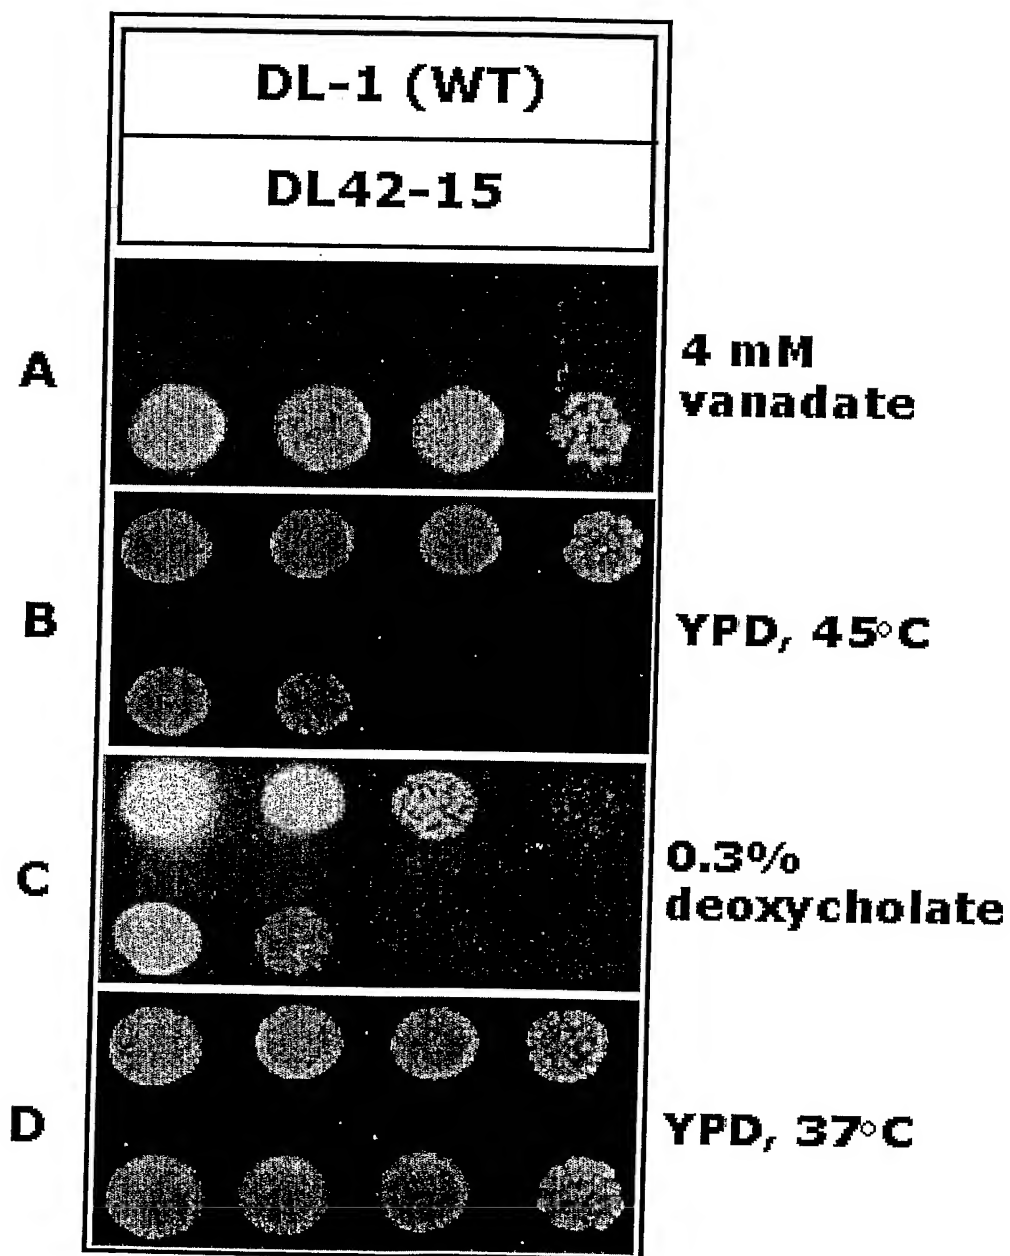 DL-1 (WT)
DL42-15
A
4 mM
vanadate
B
YPD, 45°C
C
0.3%
deoxycholate
D
YPD, 37°C